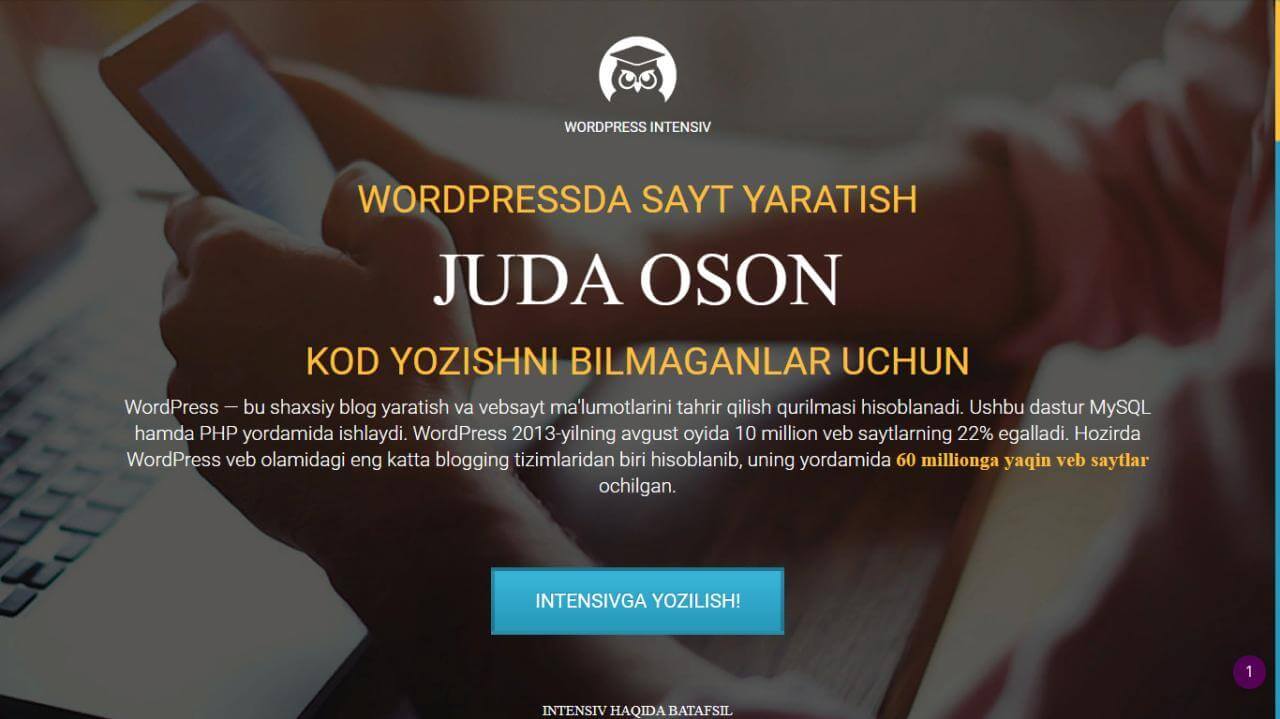 WORDPRESS INTENSIV
WORDPRESSDA SAYT YARATISH
JUDA OSON
KOD YOZISHNI BILMAGANLAR UCHUN
WordPress — bu shaxsiy blog yaratish va vebsayt ma'lumotlarini tahrir qilish qurilmasi hisoblanadi. Ushbu dastur MySQL
hamda PHP yordamida ishlaydi. WordPress 2013-yilning avgust oyida 10 million veb saytlarning 22% egalladi. Hozirda
WordPress veb olamidagi eng katta blogging tizimlaridan biri hisoblanib, uning yordamida 60 millionga yaqin veb saytlar
ochilgan.
INTENSIVGA YOZILISH!
1
INTENSIV HAQIDA BATAFSIL